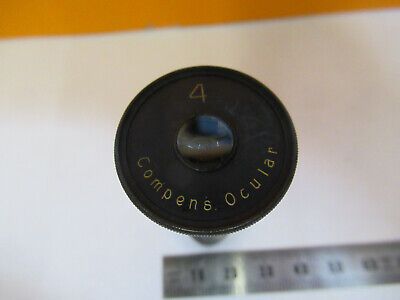 4
Compens. Ocular